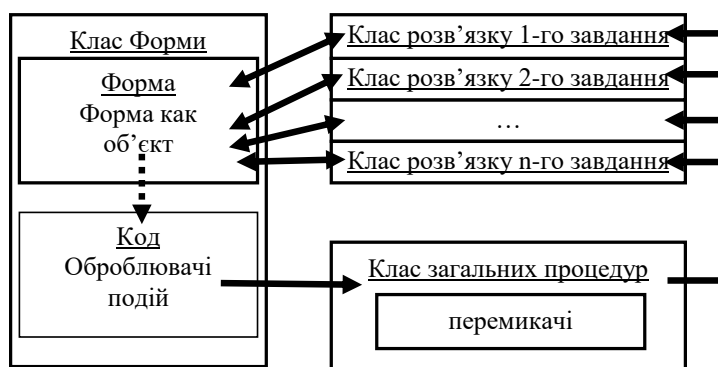 Клас Форми
Форма
Форма как
об’єкт
Код
Оброблювачі
подій
Клас розв’язку 1-го завдання
Клас розв’язку 2-го завдання
…
Клас розв’язку n-го завдання
Клас загальних процедур
перемикачі